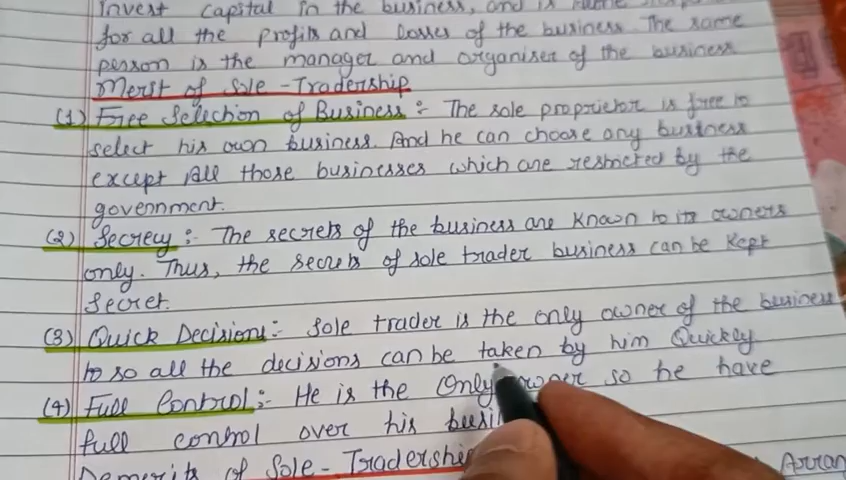 invest capital in the business, and is
for all the profits and losses of the business. The same
person is the manager and organiser of the business
Merit of Sole-Tradership
(1) Free Selection of Business:- The sole proprietor is free to
select his own business. And he can choose any business
except all those businesses which are restricted by the
government.
(2) Secrecy:- The secrets of the business are known to its owners
only. Thus, the secrets of sole trader business can be kept
secret.
(3) Quick Decision:- Sole trader is the only owner of the business
to so all the decisions can be taken by him Quickly
(4) Full Control:- He is the Only owner so he have
full control over his
Demerits of Sole-Tradership